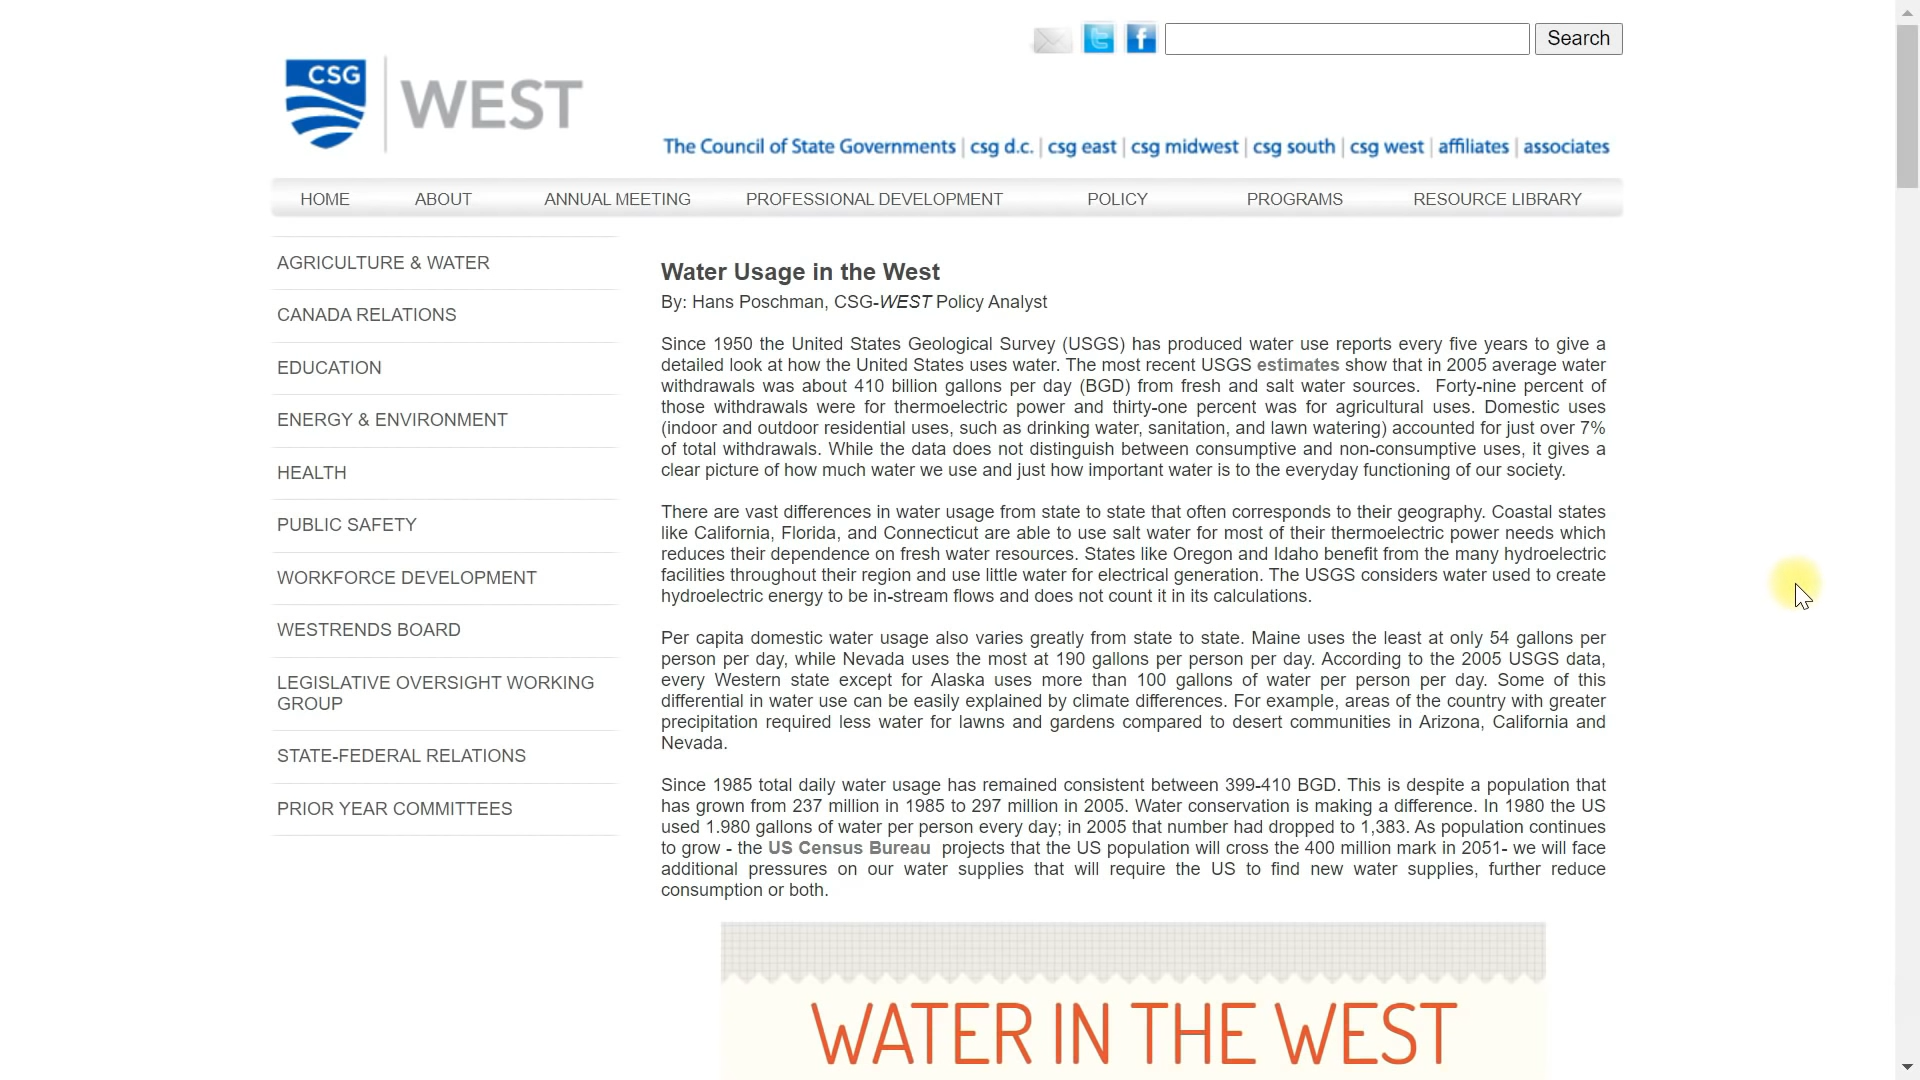 Search
CSG WEST
The Council of State Governments | csg d.c. | csg east | csg midwest | csg south | csg west | affiliates | associates
HOME ABOUT ANNUAL MEETING PROFESSIONAL DEVELOPMENT POLICY PROGRAMS RESOURCE LIBRARY
AGRICULTURE & WATER
CANADA RELATIONS
EDUCATION
ENERGY & ENVIRONMENT
HEALTH
PUBLIC SAFETY
WORKFORCE DEVELOPMENT
WESTRENDS BOARD
LEGISLATIVE OVERSIGHT WORKING
GROUP
STATE-FEDERAL RELATIONS
PRIOR YEAR COMMITTEES
Water Usage in the West
By: Hans Poschman, CSG-WEST Policy Analyst
Since 1950 the United States Geological Survey (USGS) has produced water use reports every five years to give a
detailed look at how the United States uses water. The most recent USGS estimates show that in 2005 average water
withdrawals was about 410 billion gallons per day (BGD) from fresh and salt water sources. Forty-nine percent of
those withdrawals were for thermoelectric power and thirty-one percent was for agricultural uses. Domestic uses
(indoor and outdoor residential uses, such as drinking water, sanitation, and lawn watering) accounted for just over 7%
of total withdrawals. While the data does not distinguish between consumptive and non-consumptive uses, it gives a
clear picture of how much water we use and just how important water is to the everyday functioning of our society.
There are vast differences in water usage from state to state that often corresponds to their geography. Coastal states
like California, Florida, and Connecticut are able to use salt water for most of their thermoelectric power needs which
reduces their dependence on fresh water resources. States like Oregon and Idaho benefit from the many hydroelectric
facilities throughout their region and use little water for electrical generation. The USGS considers water used to create
hydroelectric energy to be in-stream flows and does not count it in its calculations.
Per capita domestic water usage also varies greatly from state to state. Maine uses the least at only 54 gallons per
person per day, while Nevada uses the most at 190 gallons per person per day. According to the 2005 USGS data,
every Western state except for Alaska uses more than 100 gallons of water per person per day. Some of this
differential in water use can be easily explained by climate differences. For example, areas of the country with greater
precipitation required less water for lawns and gardens compared to desert communities in Arizona, California and
Nevada.
Since 1985 total daily water usage has remained consistent between 399-410 BGD. This is despite a population that
has grown from 237 million in 1985 to 297 million in 2005. Water conservation is making a difference. In 1980 the US
used 1.980 gallons of water per person every day; in 2005 that number had dropped to 1,383. As population continues
to grow - the US Census Bureau projects that the US population will cross the 400 million mark in 2051- we will face
additional pressures on our water supplies that will require the US to find new water supplies, further reduce
consumption or both.
WATER IN THE WEST